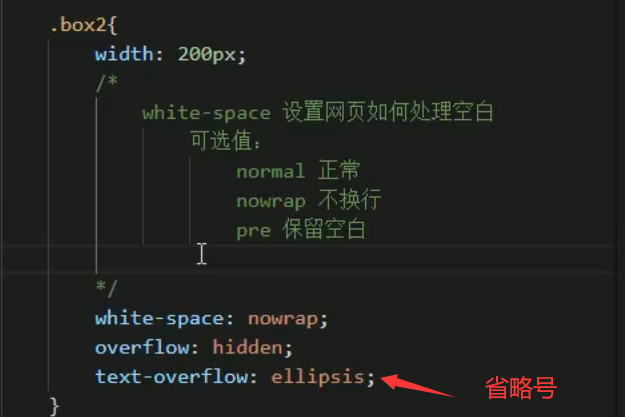 .box2{
width: 200px;
/*
white-space 设置网页如何处理空白
可选值：
normal 正常
nowrap 不换行
pre 保留空白
*/
white-space: nowrap;
overflow: hidden;
text-overflow: ellipsis; 省略号
}